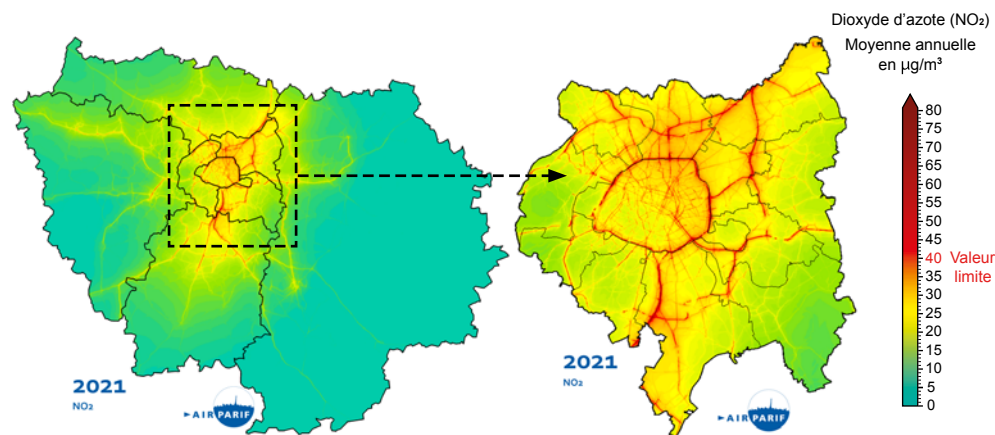 Dioxyde d'azote (NO₂)
Moyenne annuelle
en µg/m³
80
75
70
65
60
55
50
45
40 Valeur
limite
35
30
25
20
15
10
5
0
2021
NO₂
AIRPARIF
2021
NO₂
AIRPARIF